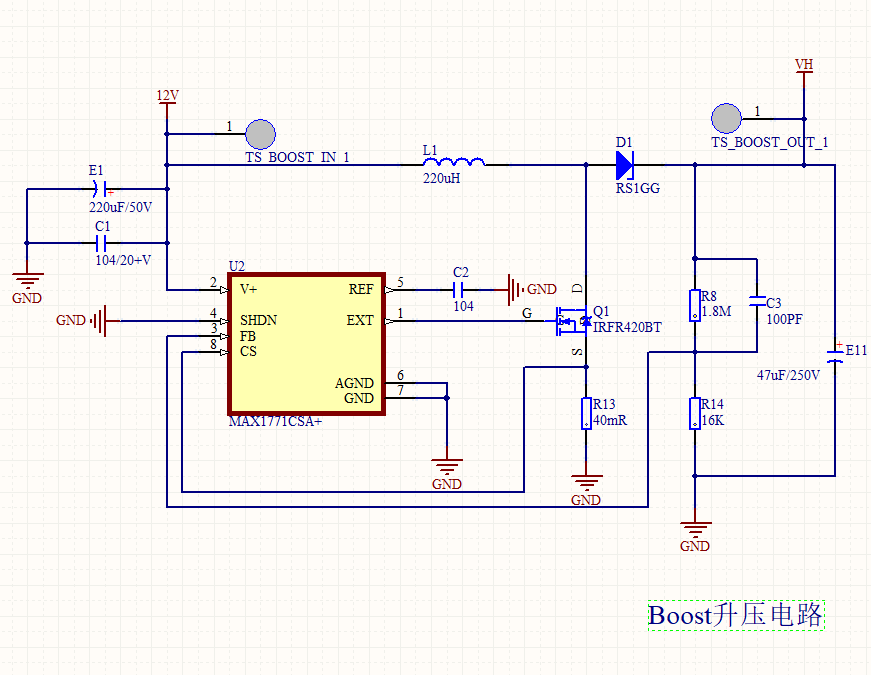 VH
12V
1
TS_BOOST_IN_1
1
TS_BOOST_OUT_1
L1
220uH
D1
RS1GG
E1
+
220uF/50V
C1
104/20+V
GND
U2
2
V+
REF
5
C2
104
GND
GND
4
SHDN
EXT
1
3
FB
8
CS
AGND
6
GND
7
MAX1771CSA+
GND
D
G
Q1
IRFR420BT
S
R8
1.8M
C3
100PF
+
E11
47uF/250V
R13
40mR
R14
16K
GND
GND
Boost升压电路